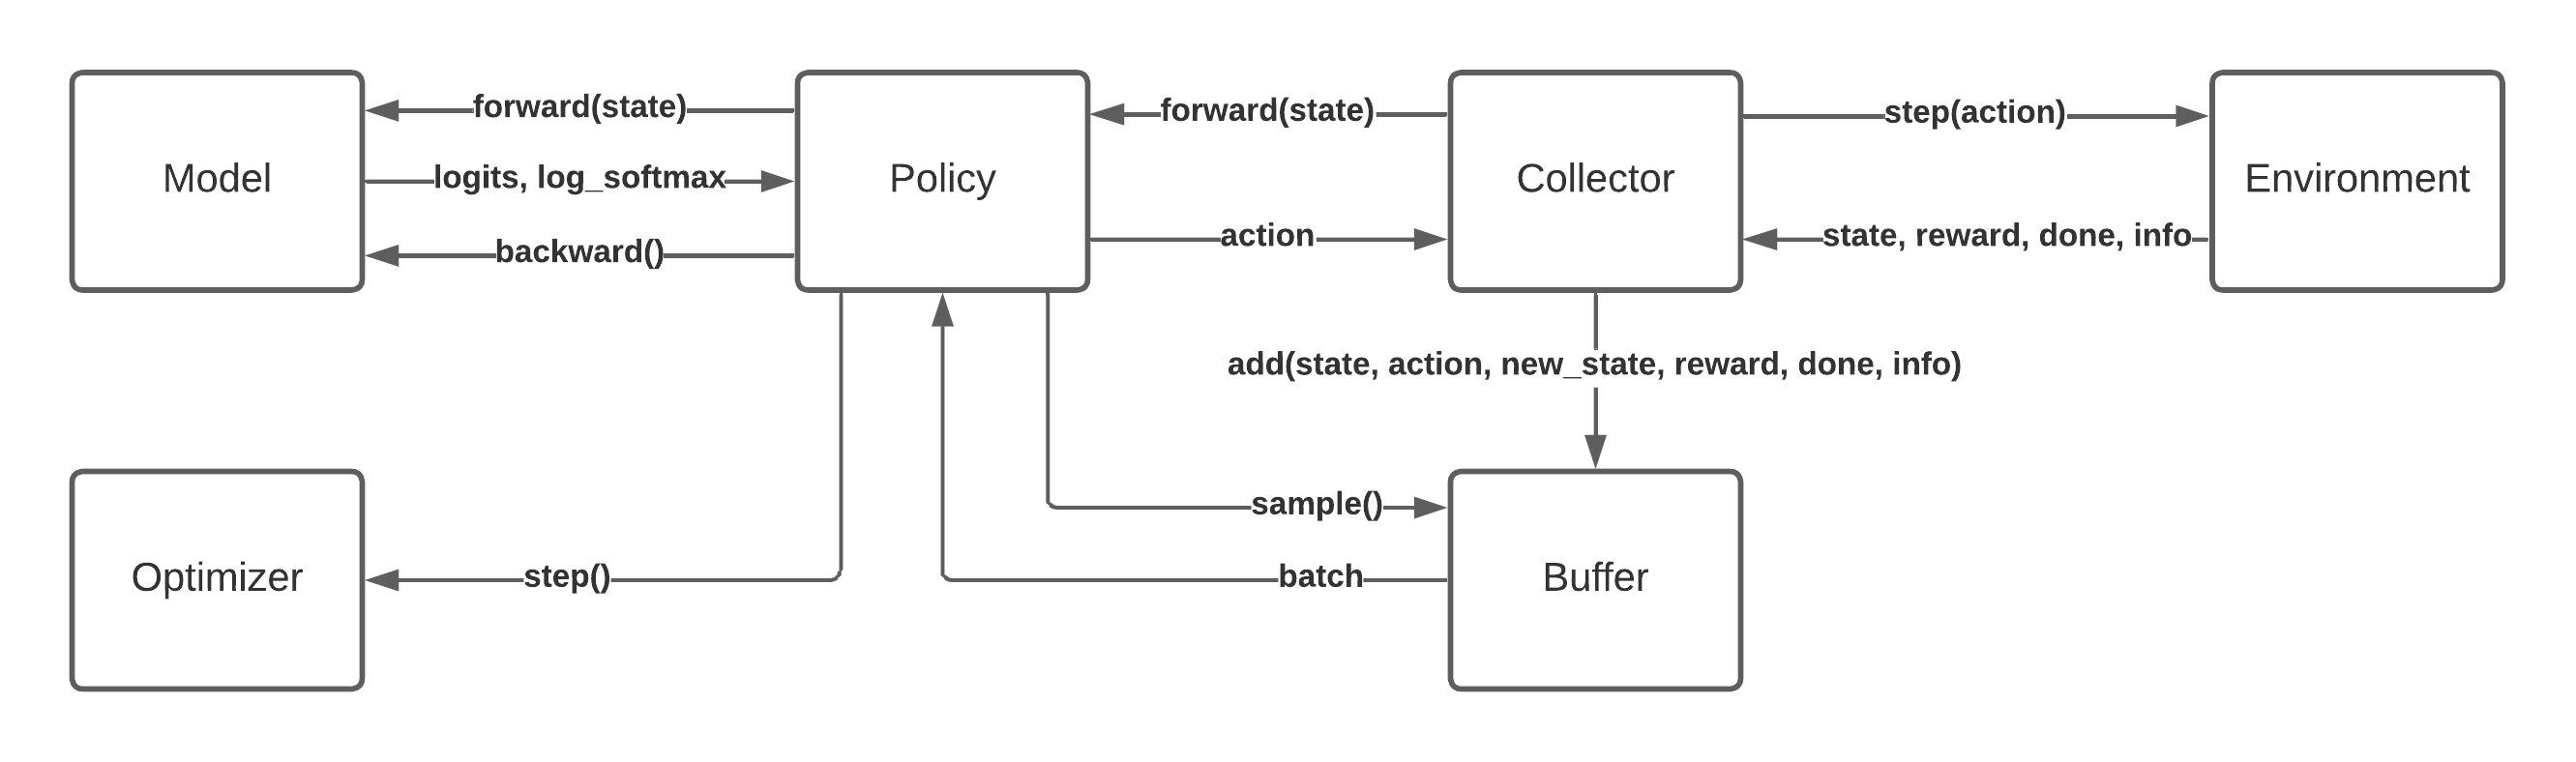 forward(state)
forward(state)
step(action)
Model
logits, log_softmax
Policy
Collector
Environment
backward()
action
state, reward, done, info
add(state, action, new_state, reward, done, info)
sample()
Optimizer
step()
batch
Buffer